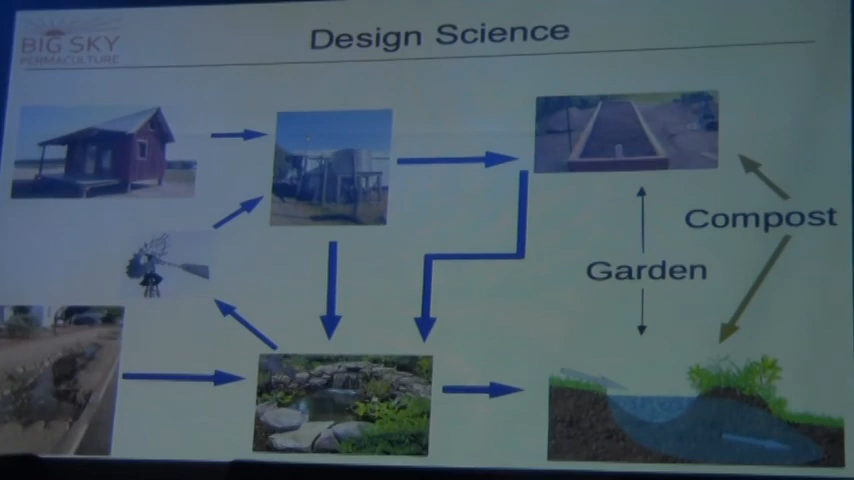 BIG SKY
PERMACULTURE
Design Science
Compost
Garden